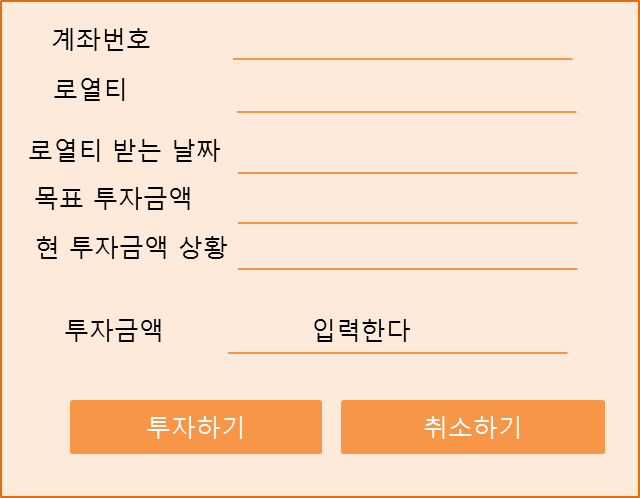 계좌번호
로열티
로열티 받는 날짜
목표 투자금액
현 투자금액 상황
투자금액 입력한다
투자하기 취소하기